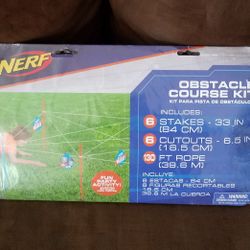 NERF
OBSTACLE
COURSE KIT
KIT PARA PISTA DE OBSTÁCUL
INCLUDES:
6 STAKES - 33 IN
(84 CM)
6 CUTOUTS - 6.5 IN
(16.5 CM)
130 FT ROPE
(39.6 M)
INCLUYE:
6 ESTACAS - 84 CM
6 FIGURAS RECORTABLES
16.5 CM
39.6 M LA CUERDA
FUN
PARTY
ACTIVITY!